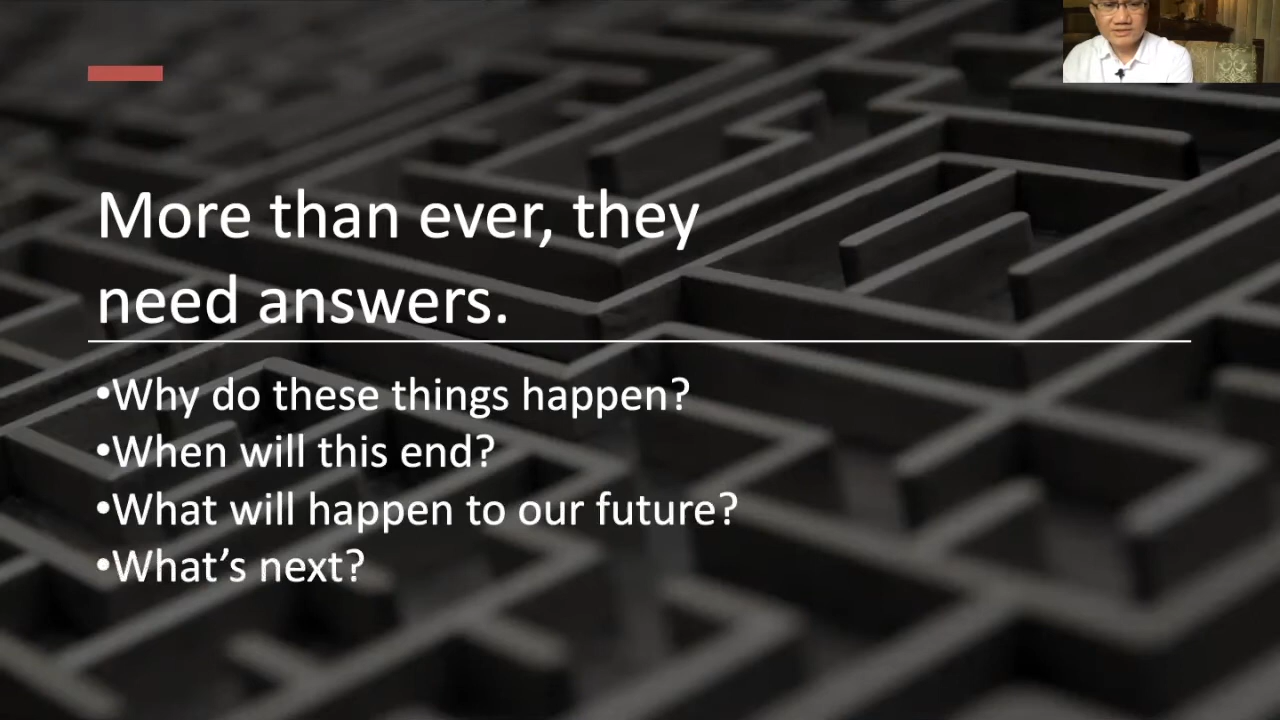 More than ever, they
need answers.
•Why do these things happen?
•When will this end?
•What will happen to our future?
•What’s next?